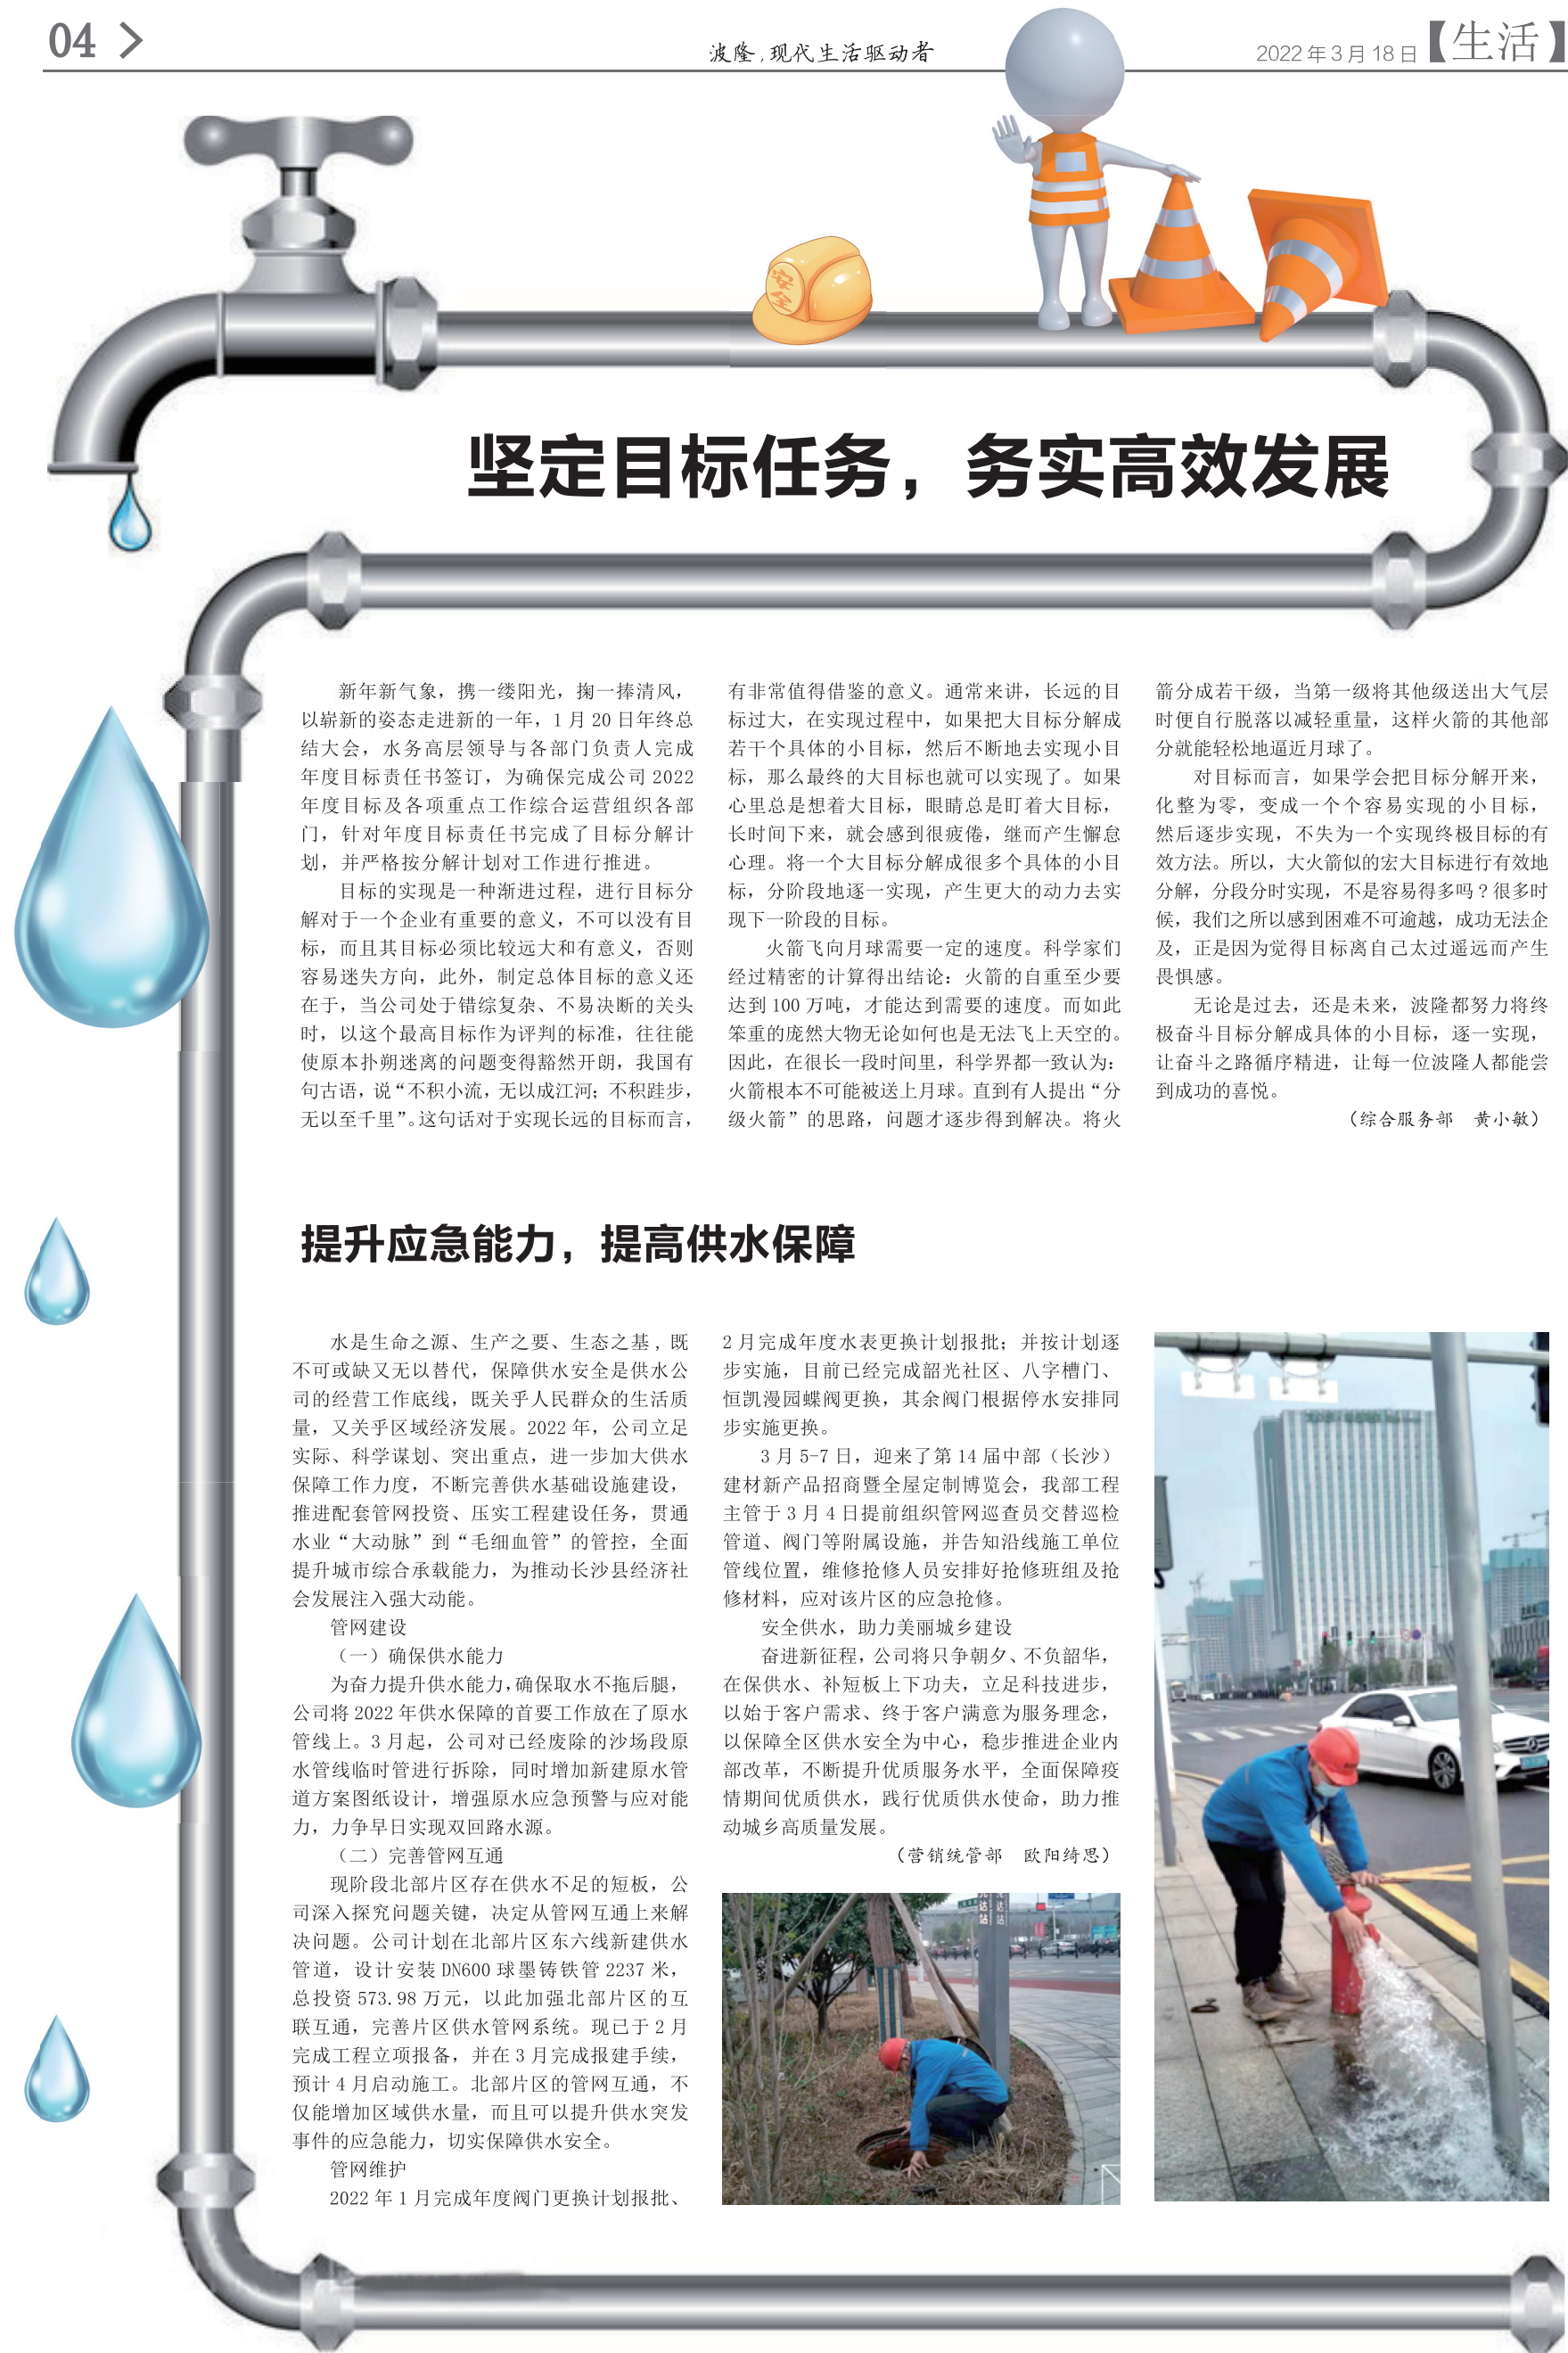 04 >
波隆,现代生活驱动者
2022年3月18日【生活】
安全
坚定目标任务，务实高效发展
新年新气象，携一缕阳光，掬一捧清风，
以崭新的姿态走进新的一年，1 月 20 日年终总
结大会，水务高层领导与各部门负责人完成
年度目标责任书签订，为确保完成公司 2022
年度目标及各项重点工作综合运营组织各部
门，针对年度目标责任书完成了目标分解计
划，并严格按分解计划对工作进行推进。
目标的实现是一种渐进过程，进行目标分
解对于一个企业有重要的意义，不可以没有目
标，而且其目标必须比较远大和有意义，否则
容易迷失方向，此外，制定总体目标的意义还
在于，当公司处于错综复杂、不易决断的关头
时，以这个最高目标作为评判的标准，往往能
使原本扑朔迷离的问题变得豁然开朗，我国有
句古语，说“不积小流，无以成江河；不积跬步，
无以至千里”。这句话对于实现长远的目标而言，
有非常值得借鉴的意义。通常来讲，长远的目
标过大，在实现过程中，如果把大目标分解成
若干个具体的小目标，然后不断地去实现小目
标，那么最终的大目标也就可以实现了。如果
心里总是想着大目标，眼睛总是盯着大目标，
长时间下来，就会感到很疲倦，继而产生懈怠
心理。将一个大目标分解成很多个具体的小目
标，分阶段地逐一实现，产生更大的动力去实
现下一阶段的目标。
火箭飞向月球需要一定的速度。科学家们
经过精密的计算得出结论：火箭的自重至少要
达到 100 万吨，才能达到需要的速度。而如此
笨重的庞然大物无论如何也是无法飞上天空的。
因此，在很长一段时间里，科学界都一致认为：
火箭根本不可能被送上月球。直到有人提出“分
级火箭”的思路，问题才逐步得到解决。将火
箭分成若干级，当第一级将其他级送出大气层
时便自行脱落以减轻重量，这样火箭的其他部
分就能轻松地逼近月球了。
对目标而言，如果学会把目标分解开来，
化整为零，变成一个个容易实现的小目标，
然后逐步实现，不失为一个实现终极目标的有
效方法。所以，大火箭似的宏大目标进行有效地
分解，分段分时实现，不是容易得多吗？很多时
候，我们之所以感到困难不可逾越，成功无法企
及，正是因为觉得目标离自己太过遥远而产生
畏惧感。
无论是过去，还是未来，波隆都努力将终
极奋斗目标分解成具体的小目标，逐一实现，
让奋斗之路循序精进，让每一位波隆人都能尝
到成功的喜悦。
（综合服务部　黄小敏）
提升应急能力，提高供水保障
水是生命之源、生产之要、生态之基，既
不可或缺又无以替代，保障供水安全是供水公
司的经营工作底线，既关乎人民群众的生活质
量，又关乎区域经济发展。2022 年，公司立足
实际、科学谋划、突出重点，进一步加大供水
保障工作力度，不断完善供水基础设施建设，
推进配套管网投资、压实工程建设任务，贯通
水业“大动脉”到“毛细血管”的管控，全面
提升城市综合承载能力，为推动长沙县经济社
会发展注入强大动能。
管网建设
（一）确保供水能力
为奋力提升供水能力，确保取水不拖后腿，
公司将 2022 年供水保障的首要工作放在了原水
管线上。3 月起，公司对已经废除的沙场段原
水管线临时管进行拆除，同时增加新建原水管
道方案图纸设计，增强原水应急预警与应对能
力，力争早日实现双回路水源。
（二）完善管网互通
现阶段北部片区存在供水不足的短板，公
司深入探究问题关键，决定从管网互通上来解
决问题。公司计划在北部片区东六线新建供水
管道，设计安装 DN600 球墨铸铁管 2237 米，
总投资 573.98 万元，以此加强北部片区的互
联互通，完善片区供水管网系统。现已于 2 月
完成工程立项报备，并在 3 月完成报建手续，
预计 4 月启动施工。北部片区的管网互通，不
仅能增加区域供水量，而且可以提升供水突发
事件的应急能力，切实保障供水安全。
管网维护
2022 年 1 月完成年度阀门更换计划报批、
2 月完成年度水表更换计划报批；并按计划逐
步实施，目前已经完成韶光社区、八字槽门、
恒凯漫园蝶阀更换，其余阀门根据停水安排同
步实施更换。
3 月 5-7 日，迎来了第 14 届中部（长沙）
建材新产品招商暨全屋定制博览会，我部工程
主管于 3 月 4 日提前组织管网巡查员交替巡检
管道、阀门等附属设施，并告知沿线施工单位
管线位置，维修抢修人员安排好抢修班组及抢
修材料，应对该片区的应急抢修。
安全供水，助力美丽城乡建设
奋进新征程，公司将只争朝夕、不负韶华，
在保供水、补短板上下功夫，立足科技进步，
以始于客户需求、终于客户满意为服务理念，
以保障全区供水安全为中心，稳步推进企业内
部改革，不断提升优质服务水平，全面保障疫
情期间优质供水，践行优质供水使命，助力推
动城乡高质量发展。
（营销统管部　欧阳绮思）